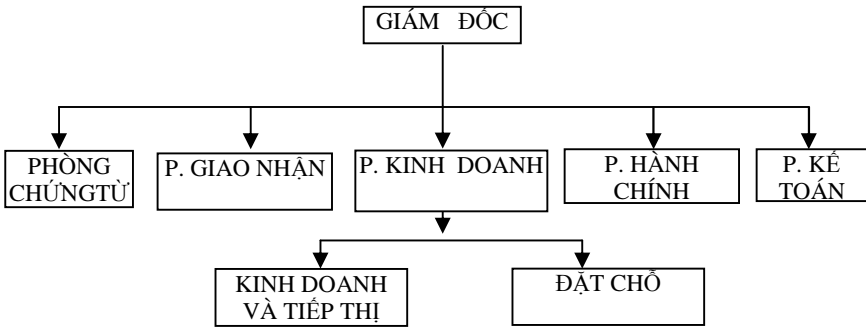 GIÁM ĐỐC
PHÒNG
CHỨNGTỪ
P. GIAO NHẬN
P. KINH DOANH
P. HÀNH
CHÍNH
P. KẾ
TOÁN
KINH DOANH
VÀ TIẾP THỊ
ĐẶT CHỖ